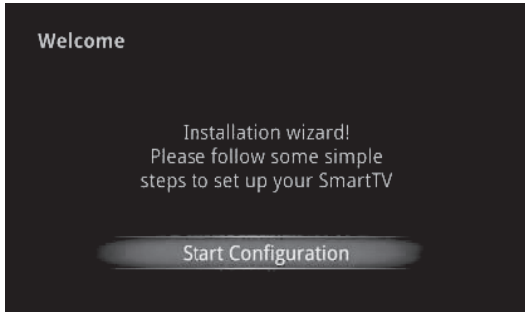 Welcome
Installation wizard!
Please follow some simple
steps to set up your SmartTV
Start Configuration